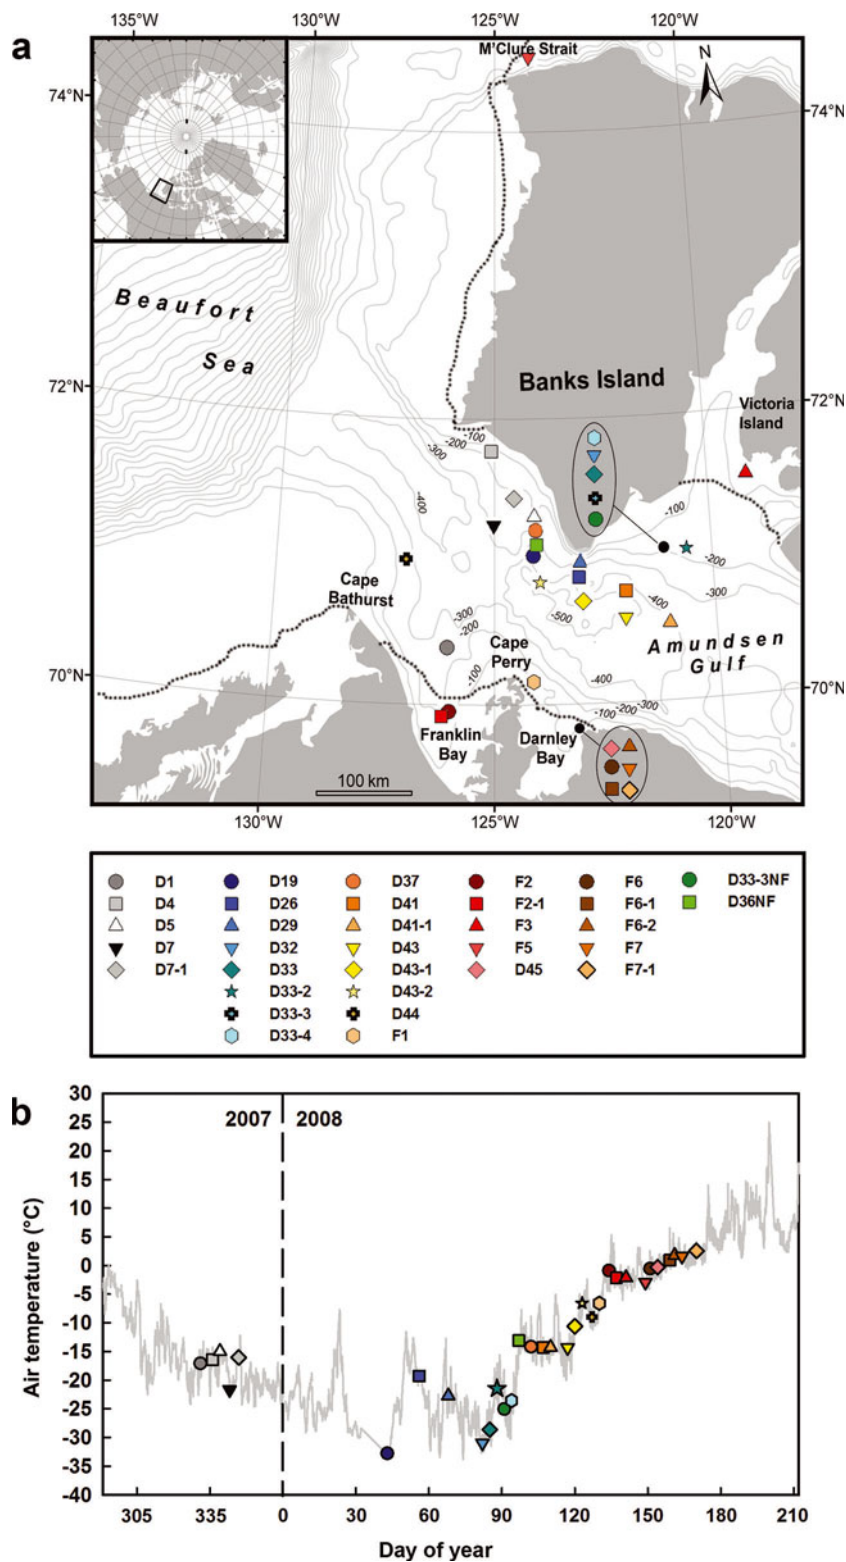 135°W 130°W 125°W 120°W
a
M'Clure Strait
N
74°N 74°N
Beaufort
Sea
Banks Island
72°N 72°N
Victoria
Island
-100
-200
-300
-400
-100
-200
-300
-400
-500
Cape
Bathurst
-300
-200
-100
Cape
Perry
Amundsen
Gulf
70°N 70°N
-400
-300
-200
-100
Franklin
Bay
Darnley
Bay
100 km
130°W 125°W 120°W
D1 D19 D37 F2 F6 D33-3NF
D4 D26 D41 F2-1 F6-1 D36NF
D5 D29 D41-1 F3 F6-2
D7 D32 D43 F5 F7
D7-1 D33 D43-1 D45 F7-1
D33-2 D43-2
D33-3 D44
D33-4 F1
b
2007 2008
30
25
20
15
10
5
0
-5
-10
-15
-20
-25
-30
-35
-40
Air temperature (°C)
305 335 0 30 60 90 120 150 180 210
Day of year